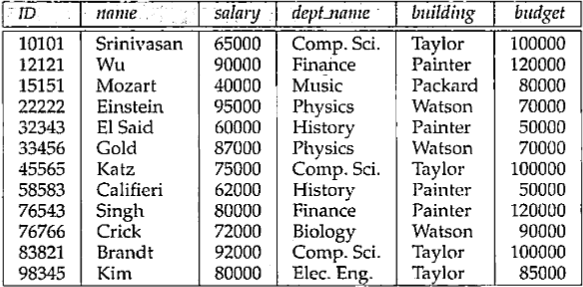 ID name salary dept_name building budget
10101 Srinivasan 65000 Comp. Sci. Taylor 100000
12121 Wu 90000 Finance Painter 120000
15151 Mozart 40000 Music Packard 80000
22222 Einstein 95000 Physics Watson 70000
32343 El Said 60000 History Painter 50000
33456 Gold 87000 Physics Watson 70000
45565 Katz 75000 Comp. Sci. Taylor 100000
58583 Califieri 62000 History Painter 50000
76543 Singh 80000 Finance Painter 120000
76766 Crick 72000 Biology Watson 90000
83821 Brandt 92000 Comp. Sci. Taylor 100000
98345 Kim 80000 Elec. Eng. Taylor 85000